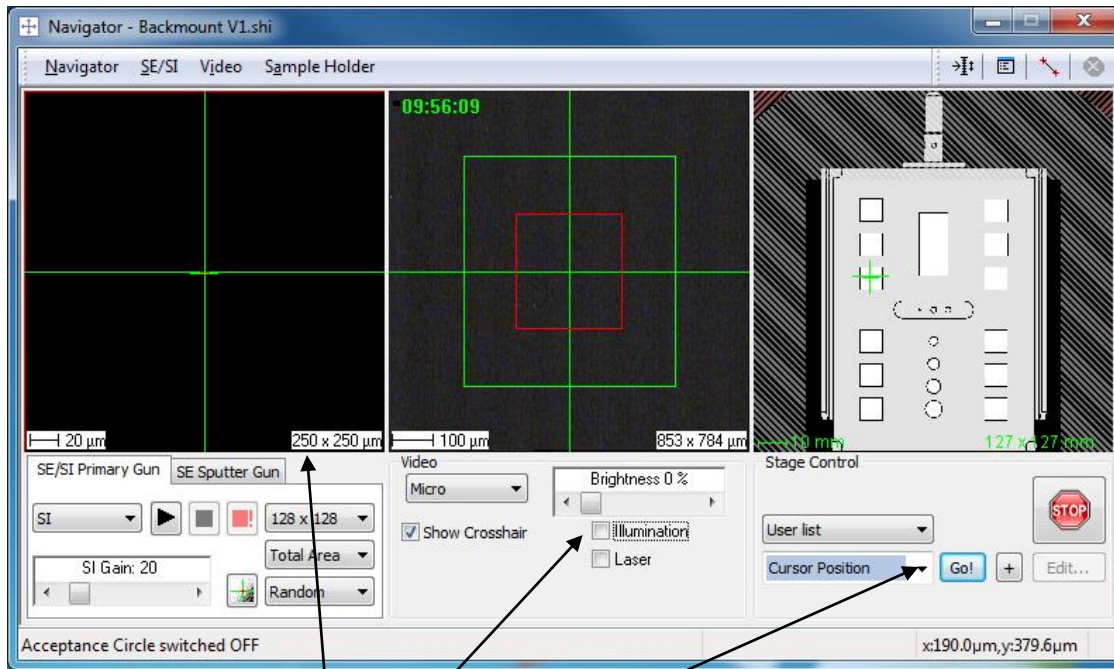 Navigator - Backmount V1.shi
Navigator SE/SI Video Sample Holder
09:56:09
20 µm
250 x 250 µm
100 µm
853 x 784 µm
10 mm
127 x 127 mm
SE/SI Primary Gun
SE Sputter Gun
SI
128 x 128
Total Area
SI Gain: 20
Random
Video
Micro
Brightness 0 %
Show Crosshair
Illumination
Laser
Stage Control
STOP
User list
Cursor Position
Go!
+
Edit...
Acceptance Circle switched OFF
x:190.0µm,y:379.6µm